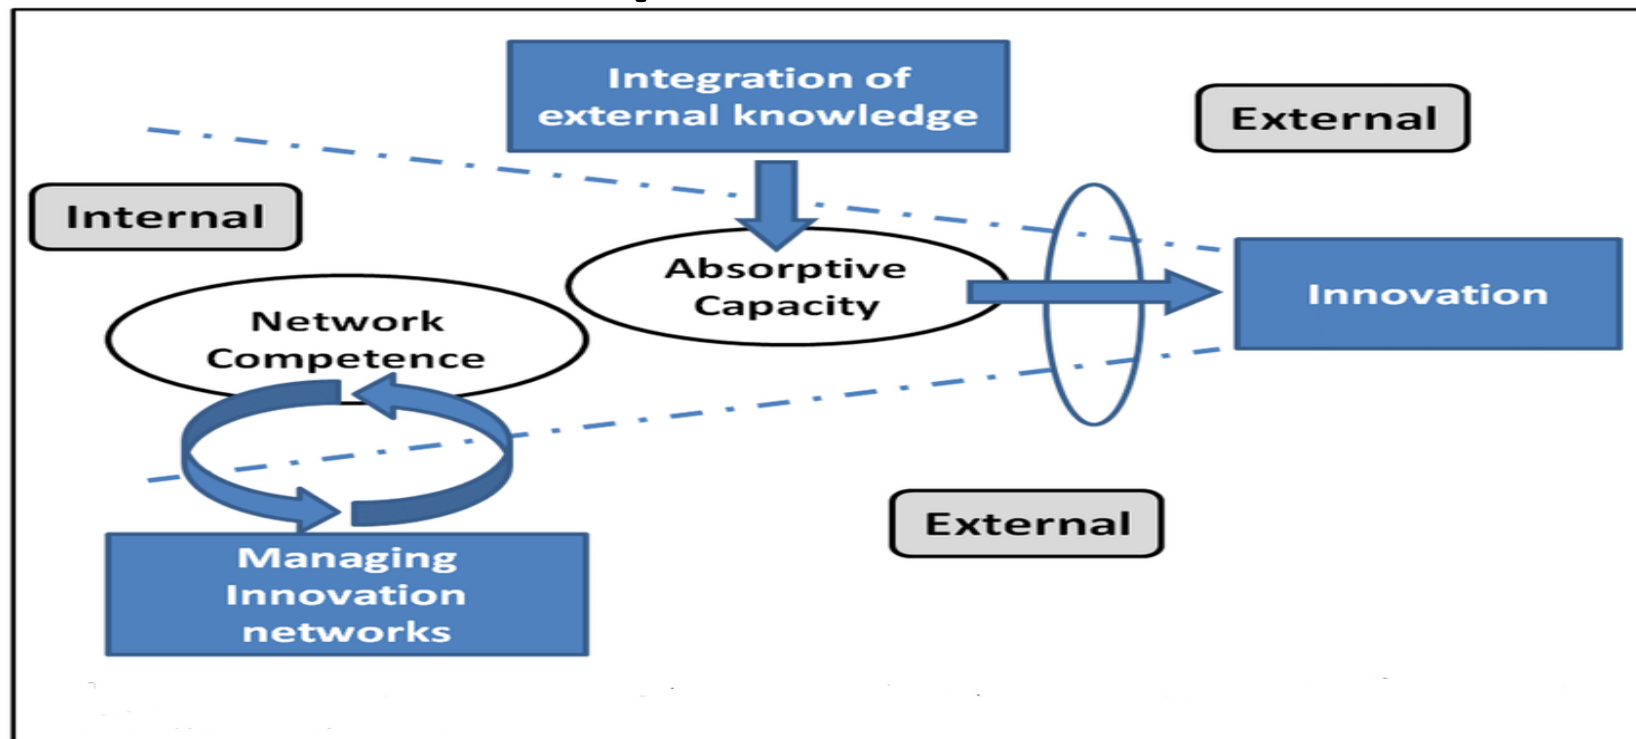 Integration of
external knowledge
External
Internal
Absorptive
Capacity
Innovation
Network
Competence
External
Managing
Innovation
networks